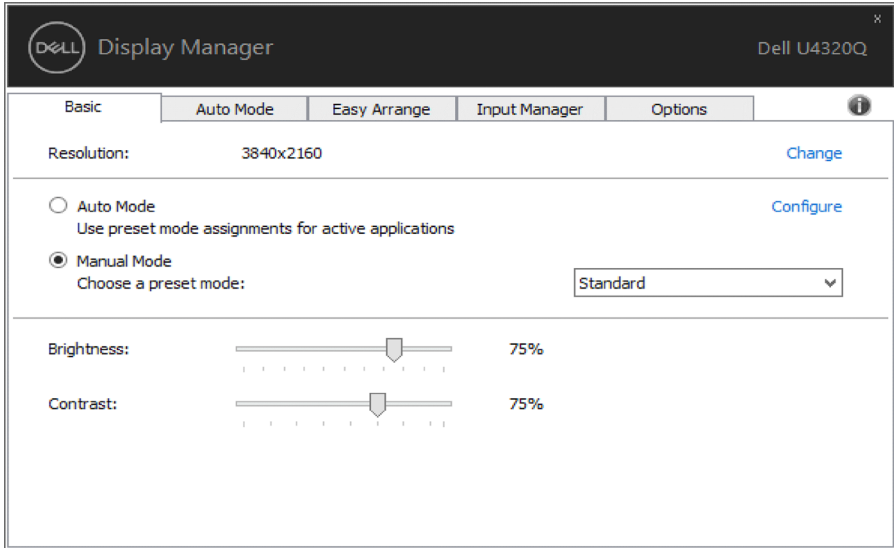 x
DELL Display Manager Dell U4320Q
Basic Auto Mode Easy Arrange Input Manager Options i
Resolution: 3840x2160 Change
Auto Mode Configure
Use preset mode assignments for active applications
Manual Mode
Choose a preset mode: Standard
Brightness: 75%
Contrast: 75%